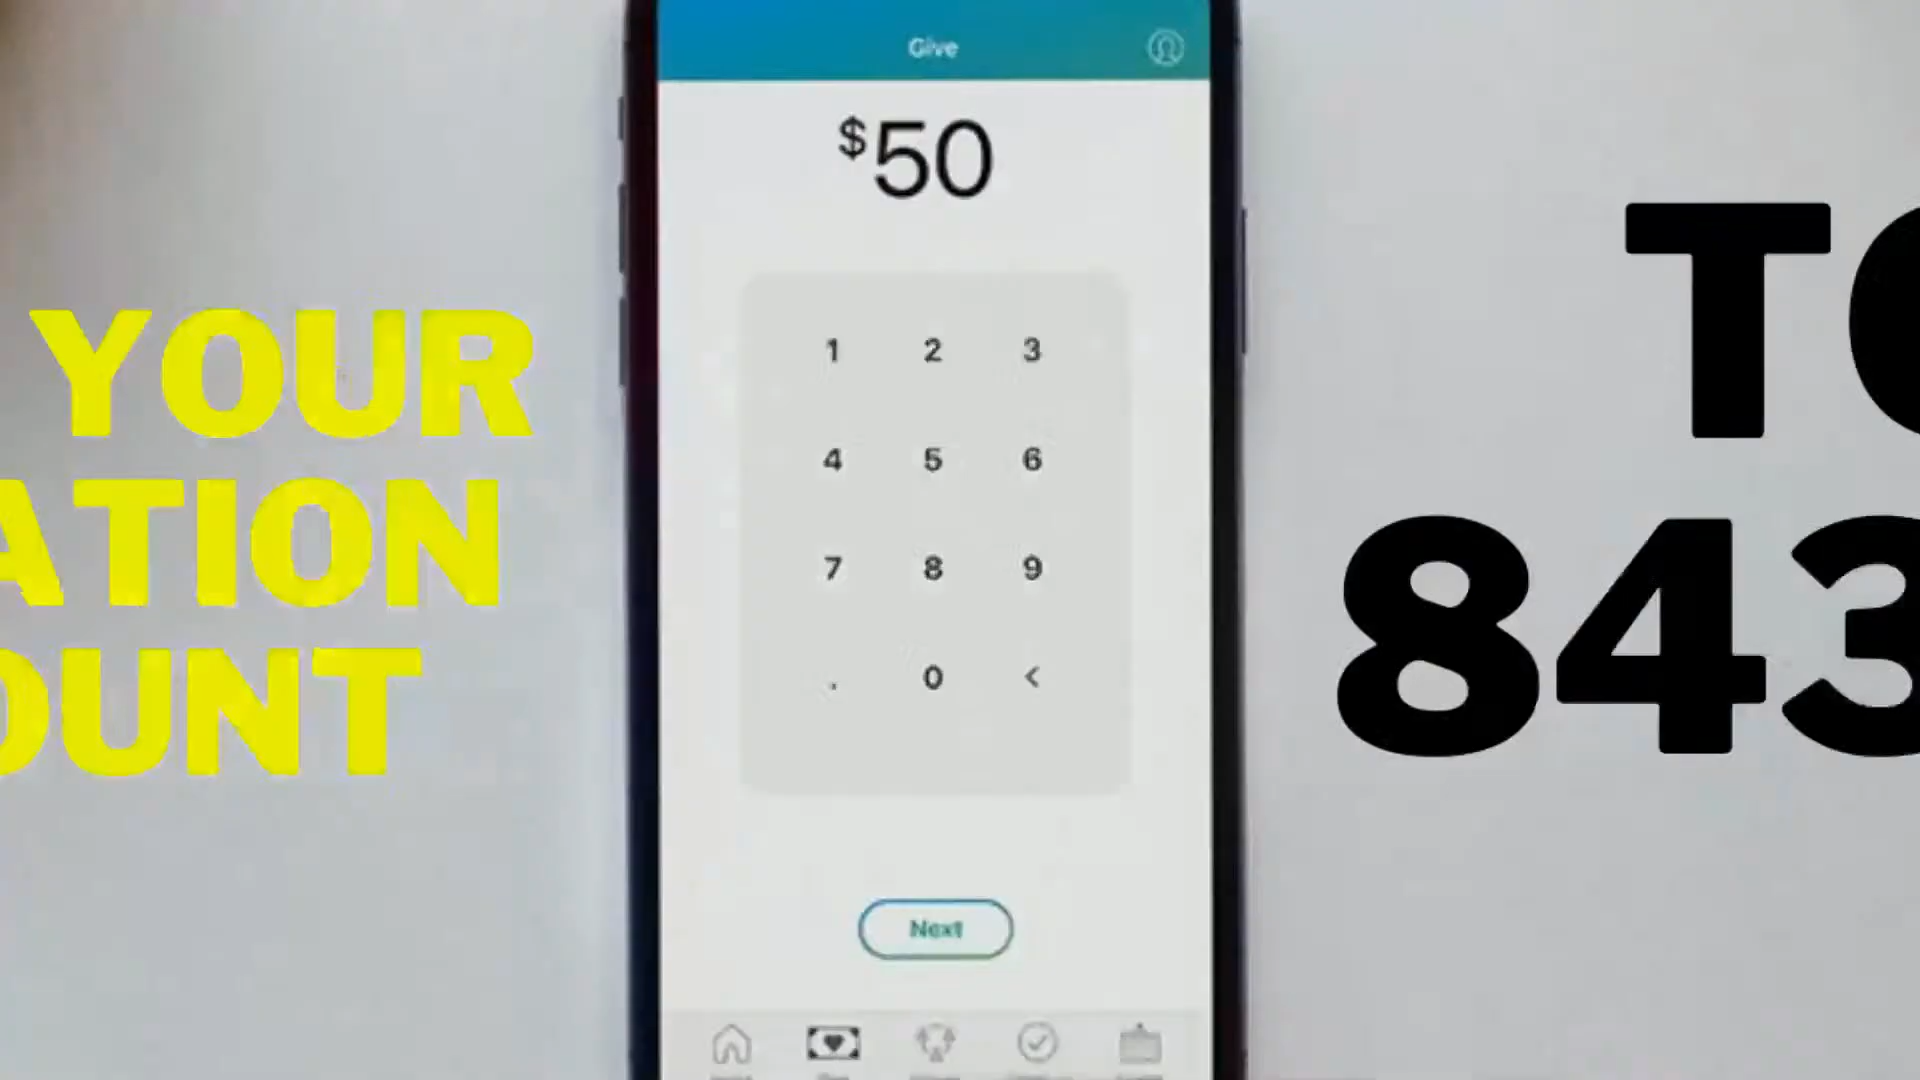 Give
$50
YOUR
ATION
OUNT
1 2 3
4 5 6
7 8 9
. 0 <
Next
TO
843